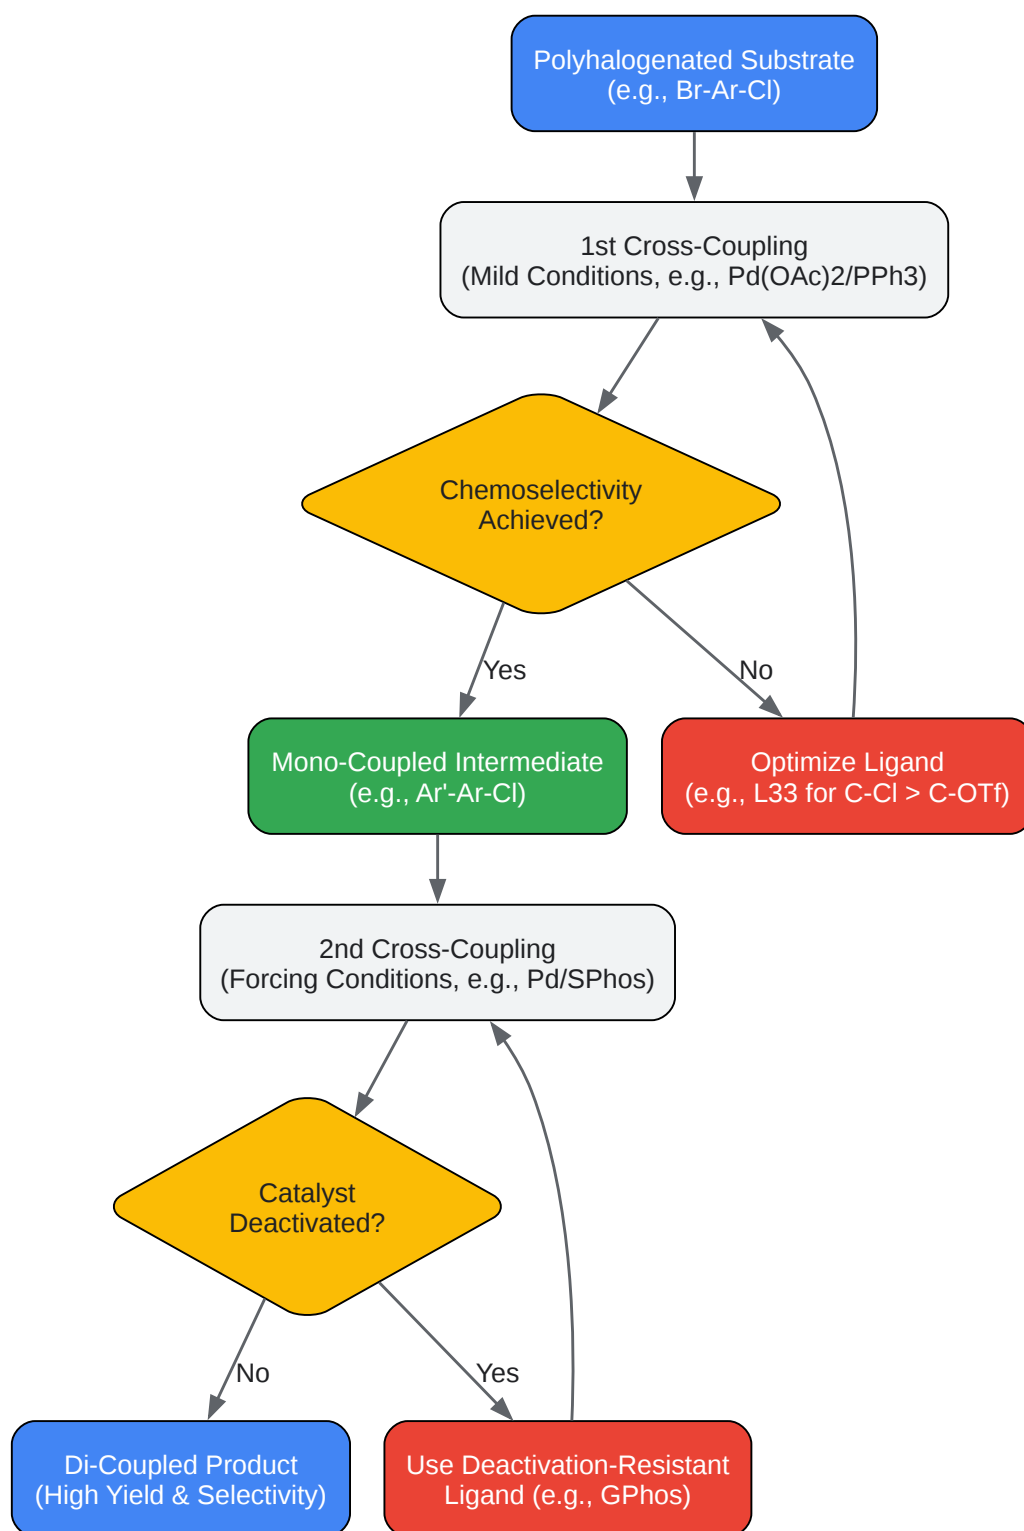 Polyhalogenated Substrate
(e.g., Br-Ar-Cl)
1st Cross-Coupling
(Mild Conditions, e.g., Pd(OAc)2/PPh3)
Chemoselectivity
Achieved?
Yes
No
Mono-Coupled Intermediate
(e.g., Ar'-Ar-Cl)
Optimize Ligand
(e.g., L33 for C-Cl > C-OTf)
2nd Cross-Coupling
(Forcing Conditions, e.g., Pd/SPhos)
Catalyst
Deactivated?
No
Yes
Di-Coupled Product
(High Yield & Selectivity)
Use Deactivation-Resistant
Ligand (e.g., GPhos)